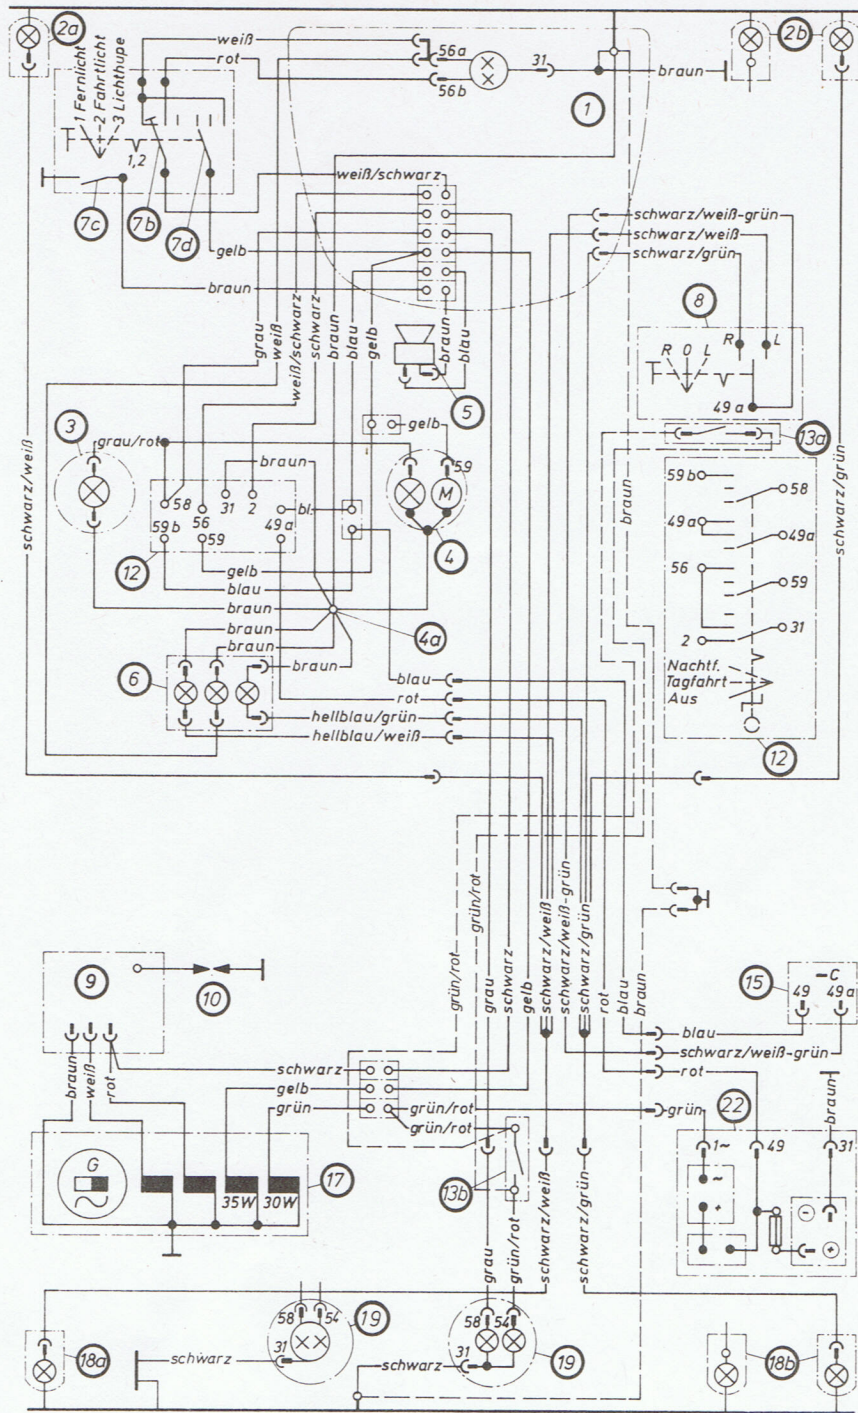 2a
weiß
56a
31
2b
rot
56b
braun
1
1 Fernlicht
2 Fahrtlicht
3 Lichthupe
1,2
7c
7b
7d
weiß/schwarz
gelb
braun
schwarz/weiß-grün
schwarz/weiß
schwarz/grün
8
R
L
R O L
49 a
grau
weiß
weiß/schwarz
schwarz
braun
blau
gelb
braun
blau
5
13a
3
grau/rot
gelb
59
M
4
braun
58
56
31
2
49 a
bl.
59 b
59
12
gelb
blau
braun
4a
braun
braun
braun
6
blau
rot
hellblau/grün
hellblau/weiß
schwarz/weiß
schwarz/grün
braun
59 b
58
49a
49a
56
59
31
2
Nachtf.
Tagfahrt
Aus
12
9
10
braun
weiß
rot
grün/rot
grün/rot
grau
schwarz
gelb
schwarz/weiß
schwarz/weiß-grün
schwarz/grün
rot
blau
braun
15
–C
49
49 a
blau
schwarz/weiß-grün
rot
schwarz
gelb
grün
grün/rot
grün/rot
grün
braun
22
1~
49
31
~
+
−
+
G
35W
30W
17
13b
grau
grün/rot
schwarz/weiß
schwarz/grün
58
54
31
19
schwarz
18a
58
54
31
19
schwarz
18b